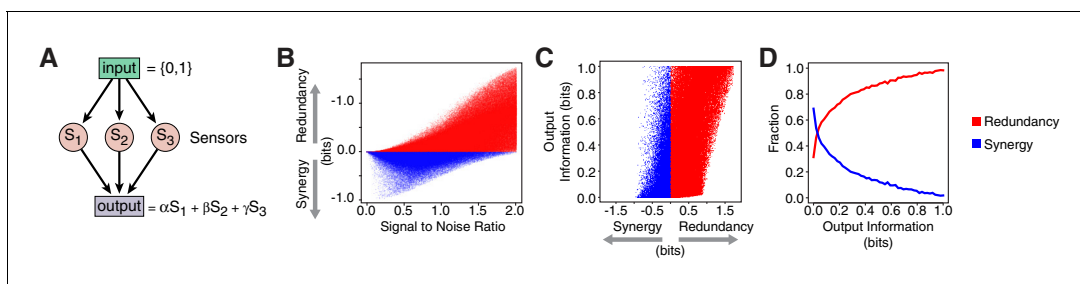 A
input = {0,1}
S1 S2 S3 Sensors
output = αS1 + βS2 + γS3
B
Redundancy
Synergy
(bits)
-1.0
0.0
-1.0
0.0 0.5 1.0 1.5 2.0
Signal to Noise Ratio
C
Output
Information (bits)
1.0
0.8
0.6
0.4
0.2
0.0
-1.5 -0.5 0.5 1.5
Synergy Redundancy
(bits)
D
Fraction
1.0
0.8
0.6
0.4
0.2
0.0
0.0 0.2 0.4 0.6 0.8 1.0
Output Information
(bits)
Redundancy
Synergy